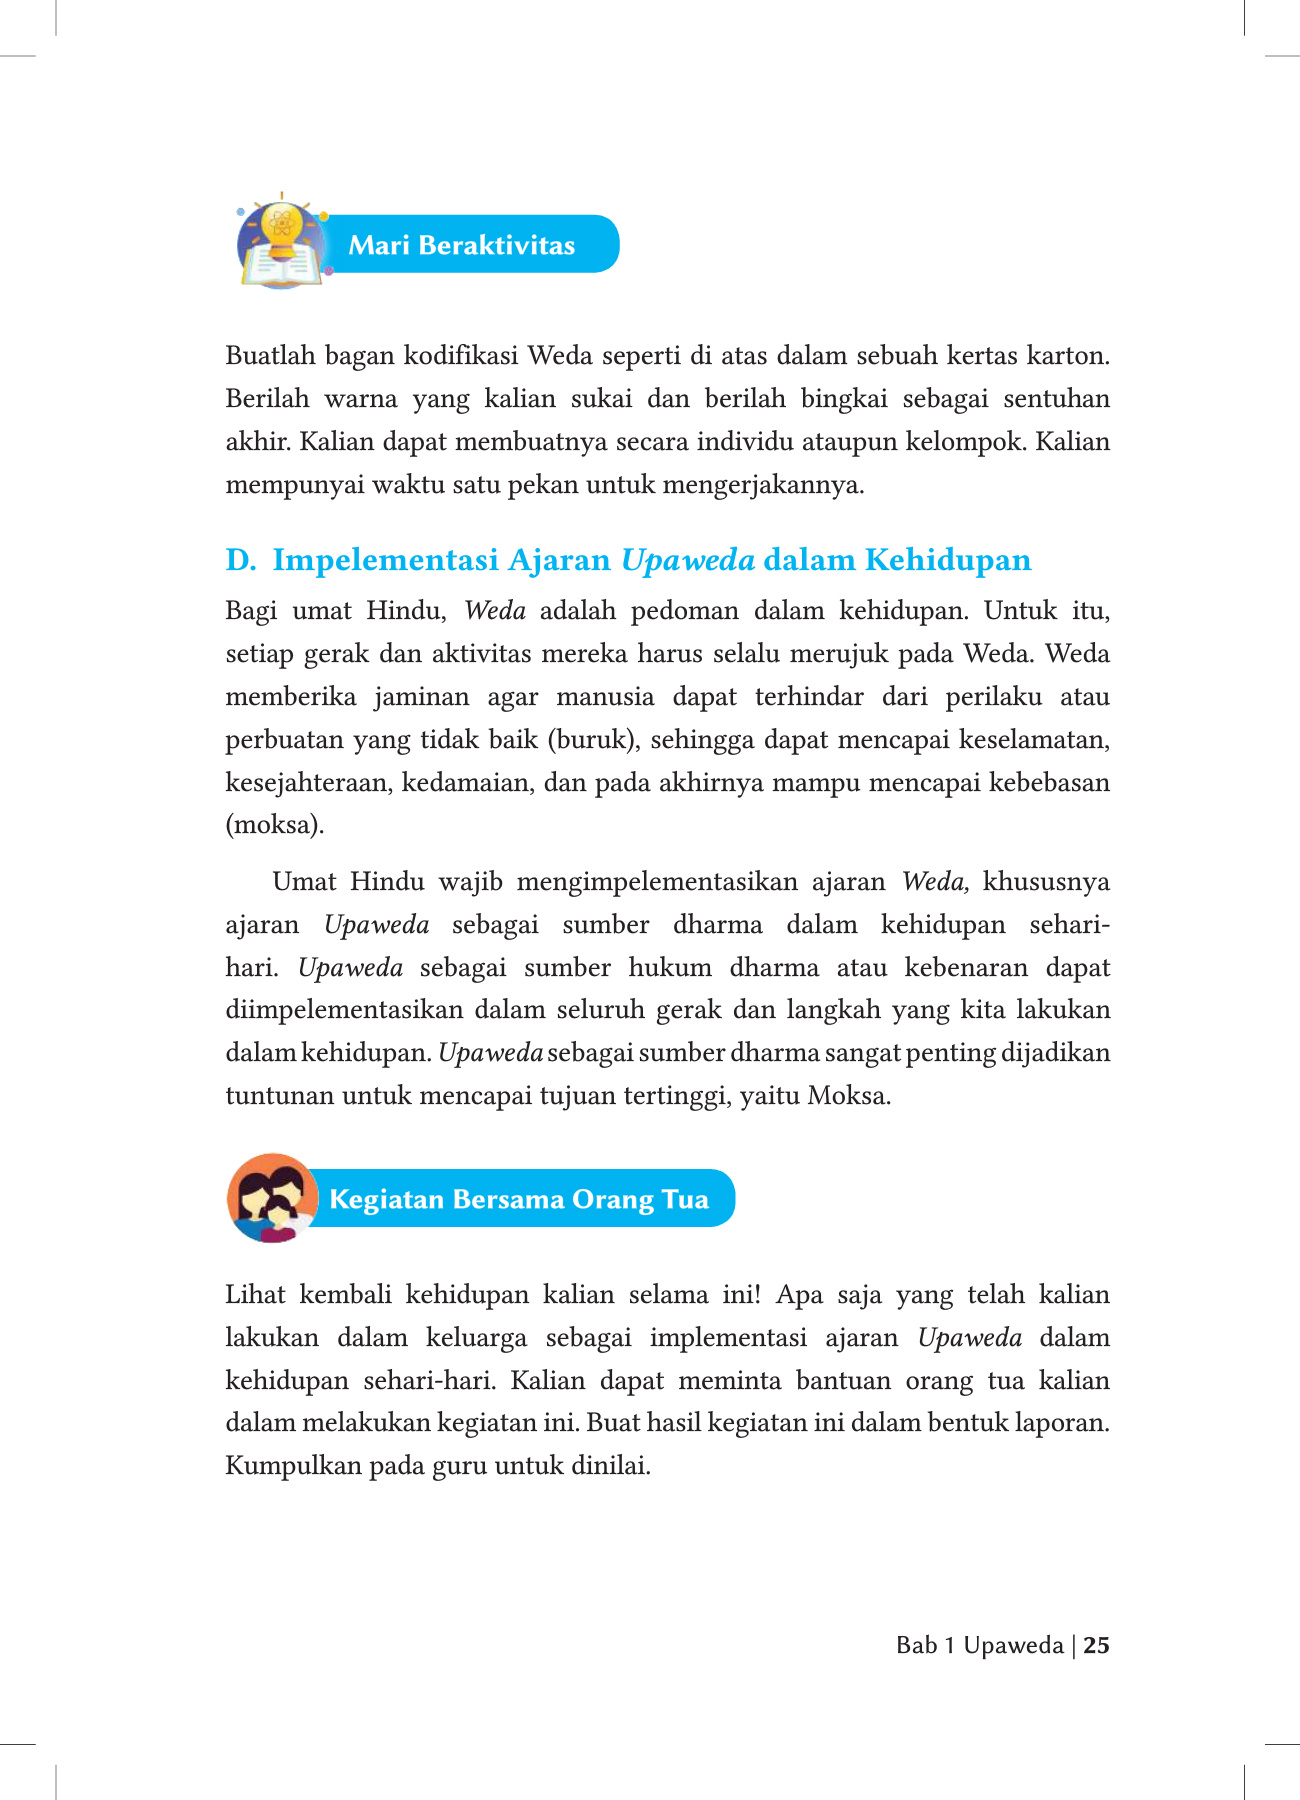 Mari Beraktivitas
Buatlah bagan kodifikasi Weda seperti di atas dalam sebuah kertas karton.
Berilah warna yang kalian sukai dan berilah bingkai sebagai sentuhan
akhir. Kalian dapat membuatnya secara individu ataupun kelompok. Kalian
mempunyai waktu satu pekan untuk mengerjakannya.
D. Impelementasi Ajaran Upaweda dalam Kehidupan
Bagi umat Hindu, Weda adalah pedoman dalam kehidupan. Untuk itu,
setiap gerak dan aktivitas mereka harus selalu merujuk pada Weda. Weda
memberika jaminan agar manusia dapat terhindar dari perilaku atau
perbuatan yang tidak baik (buruk), sehingga dapat mencapai keselamatan,
kesejahteraan, kedamaian, dan pada akhirnya mampu mencapai kebebasan
(moksa).
Umat Hindu wajib mengimpelementasikan ajaran Weda, khususnya
ajaran Upaweda sebagai sumber dharma dalam kehidupan sehari-
hari. Upaweda sebagai sumber hukum dharma atau kebenaran dapat
diimpelementasikan dalam seluruh gerak dan langkah yang kita lakukan
dalam kehidupan. Upaweda sebagai sumber dharma sangat penting dijadikan
tuntunan untuk mencapai tujuan tertinggi, yaitu Moksa.
Kegiatan Bersama Orang Tua
Lihat kembali kehidupan kalian selama ini! Apa saja yang telah kalian
lakukan dalam keluarga sebagai implementasi ajaran Upaweda dalam
kehidupan sehari-hari. Kalian dapat meminta bantuan orang tua kalian
dalam melakukan kegiatan ini. Buat hasil kegiatan ini dalam bentuk laporan.
Kumpulkan pada guru untuk dinilai.
Bab 1 Upaweda | 25